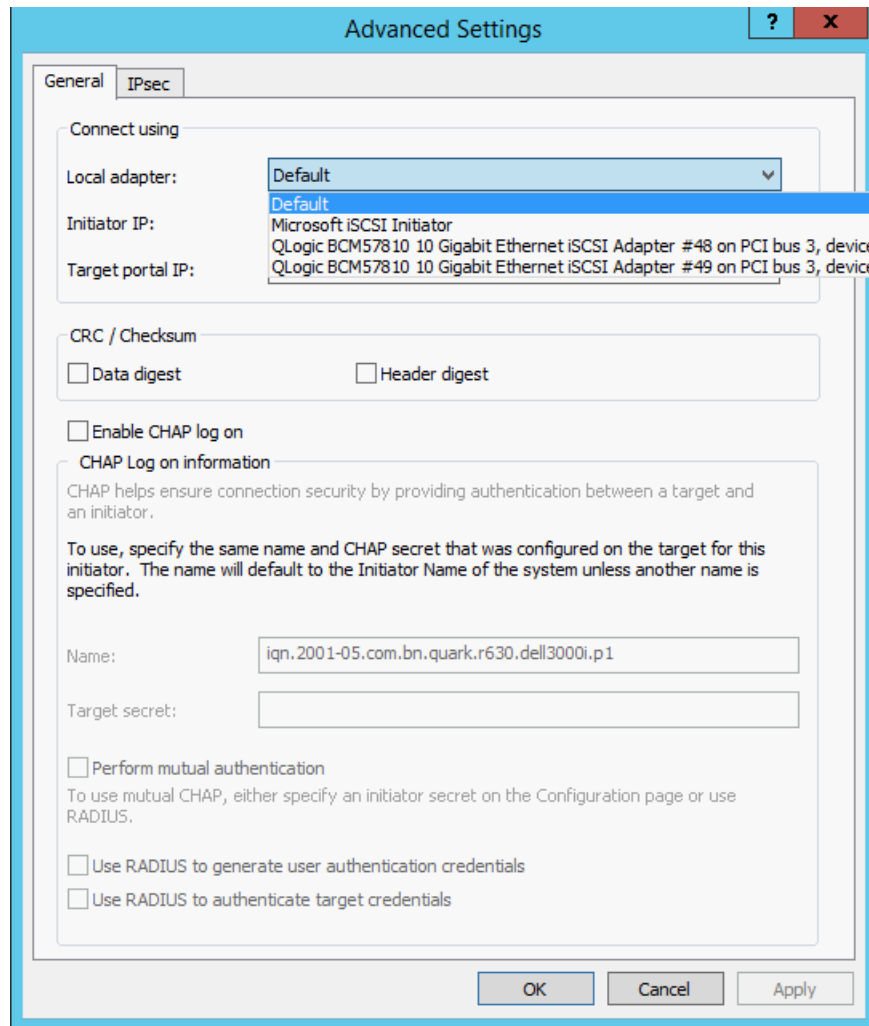 Advanced Settings
? x
General IPsec
Connect using
Local adapter: Default
Default
Initiator IP: Microsoft iSCSI Initiator
QLogic BCM57810 10 Gigabit Ethernet iSCSI Adapter #48 on PCI bus 3, device
Target portal IP: QLogic BCM57810 10 Gigabit Ethernet iSCSI Adapter #49 on PCI bus 3, device
CRC / Checksum
Data digest Header digest
Enable CHAP log on
CHAP Log on information
CHAP helps ensure connection security by providing authentication between a target and
an initiator.
To use, specify the same name and CHAP secret that was configured on the target for this
initiator. The name will default to the Initiator Name of the system unless another name is
specified.
Name: iqn.2001-05.com.bn.quark.r630.dell3000i.p1
Target secret:
Perform mutual authentication
To use mutual CHAP, either specify an initiator secret on the Configuration page or use
RADIUS.
Use RADIUS to generate user authentication credentials
Use RADIUS to authenticate target credentials
OK Cancel Apply